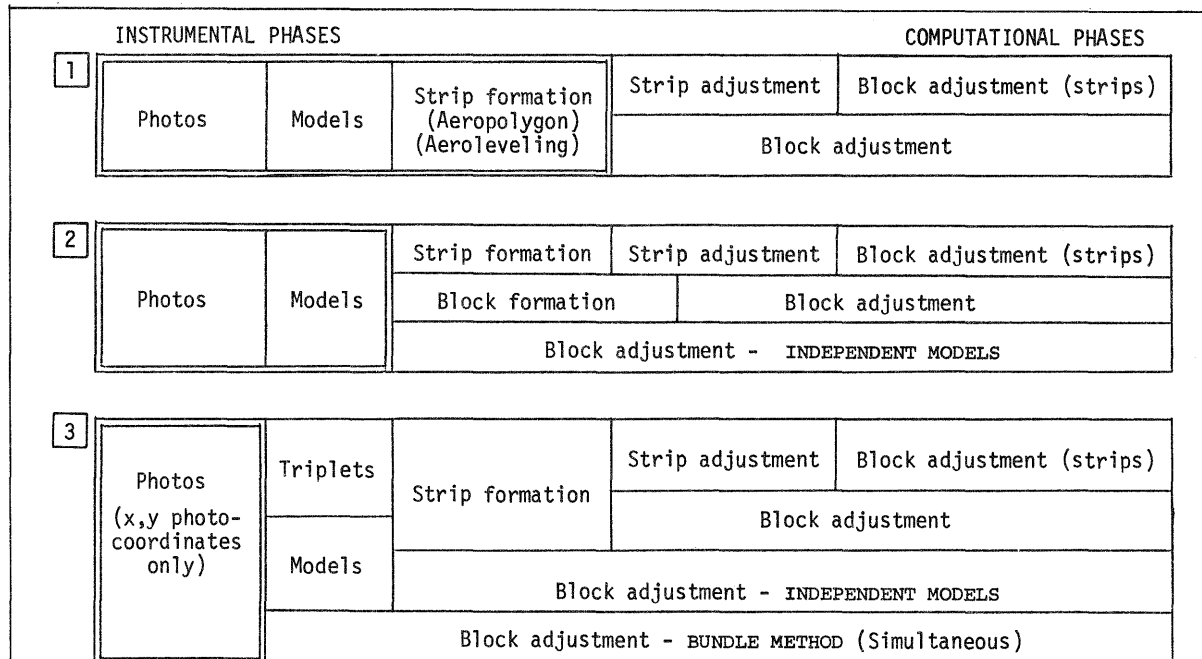 INSTRUMENTAL PHASES
COMPUTATIONAL PHASES
1
Photos
Models
Strip formation
(Aeropolygon)
(Aeroleveling)
Strip adjustment
Block adjustment (strips)
Block adjustment
2
Photos
Models
Strip formation
Strip adjustment
Block adjustment (strips)
Block formation
Block adjustment
Block adjustment - INDEPENDENT MODELS
3
Photos
(x,y photo-
coordinates
only)
Triplets
Models
Strip formation
Strip adjustment
Block adjustment (strips)
Block adjustment
Block adjustment - INDEPENDENT MODELS
Block adjustment - BUNDLE METHOD (Simultaneous)